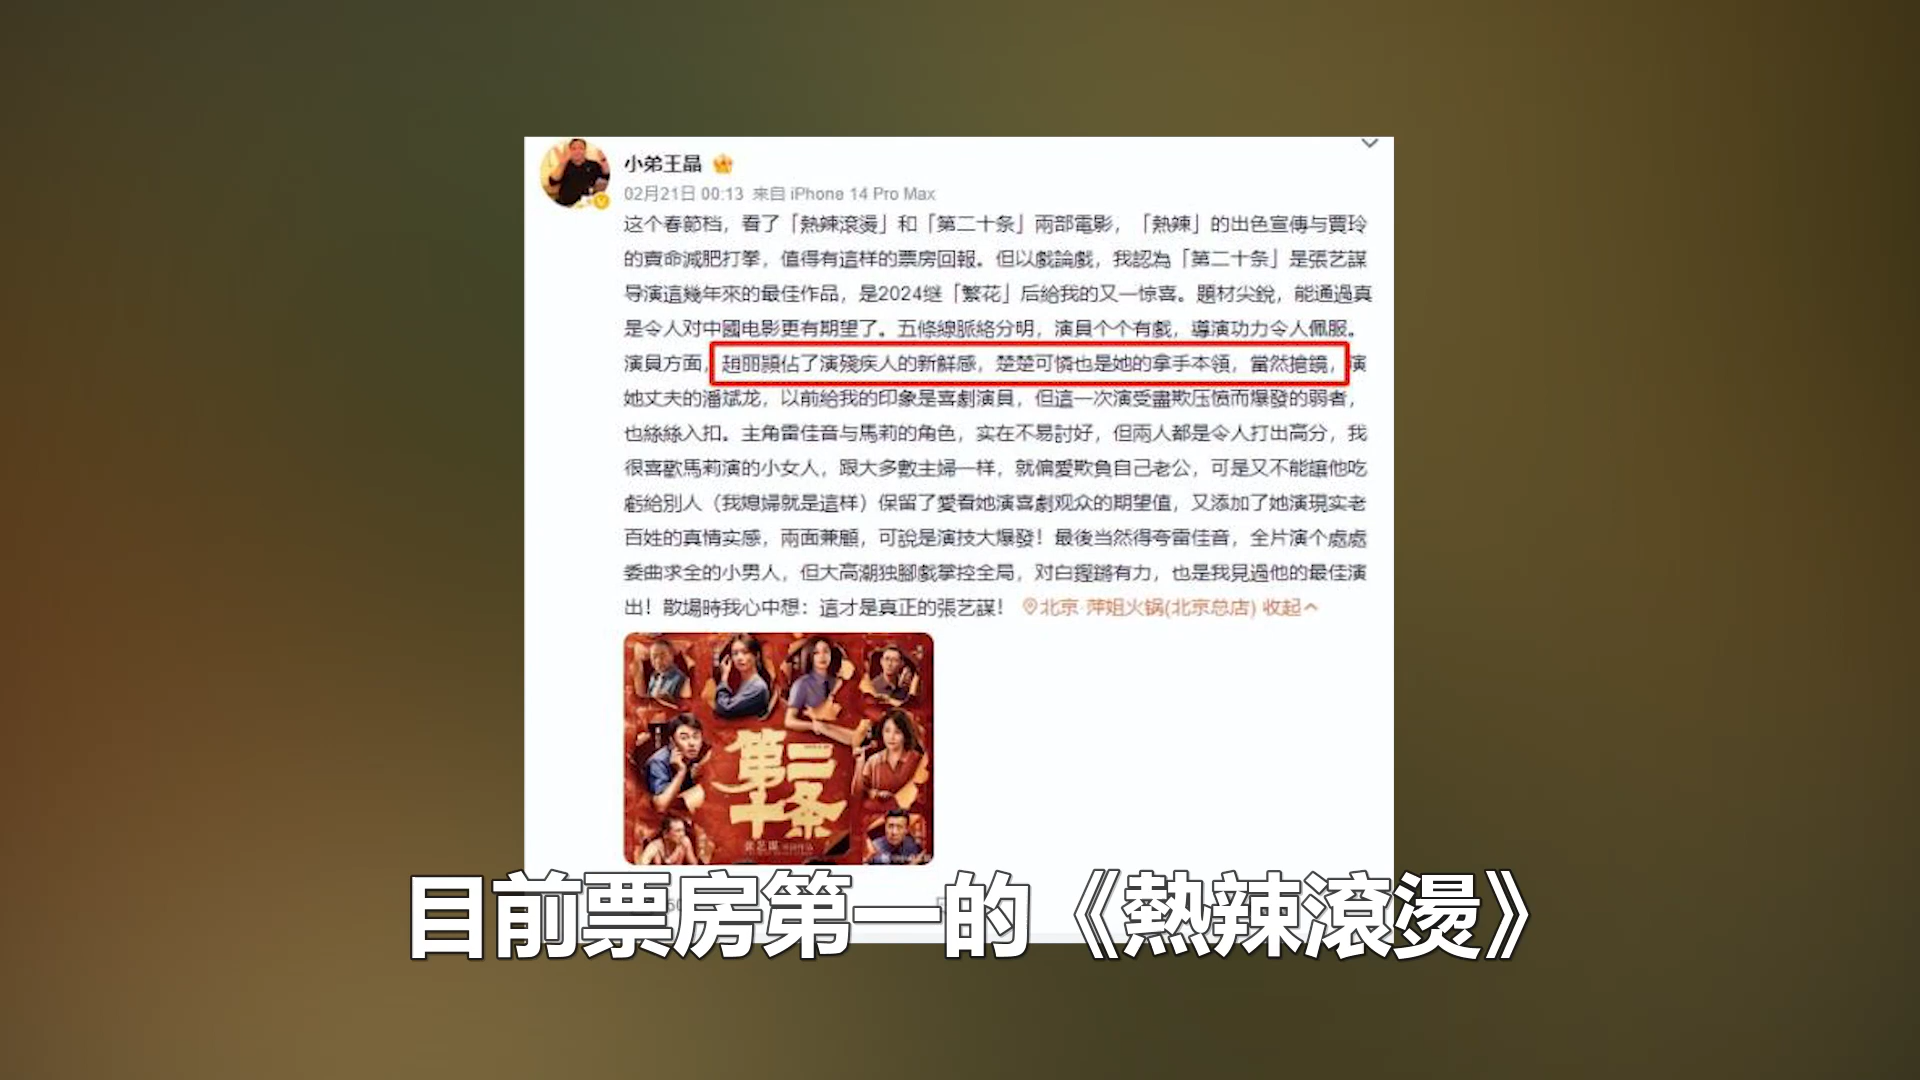 小弟王晶
02月21日 00:13 来自 iPhone 14 Pro Max
这个春節档，看了「熱辣滾燙」和「第二十条」兩部電影，「熱辣」的出色宣傳与賈玲
的賣命減肥打拳，值得有這样的票房回報。但以戲論戲，我認為「第二十条」是張艺謀
导演這幾年來的最佳作品，是2024继「繁花」后給我的又一惊喜。題材尖銳，能通過真
是令人对中國电影更有期望了。五條線脈絡分明，演員个个有戲，導演功力令人佩服。
演員方面，趙丽顥佔了演殘疾人的新鮮感，楚楚可憐也是她的拿手本領，當然搶鏡，演
她丈夫的潘斌龙，以前給我的印象是喜劇演員，但這一次演受盡欺压愤而爆發的弱者，
也絲絲入扣。主角雷佳音与馬莉的角色，实在不易討好，但兩人都是令人打出高分，我
很喜歡馬莉演的小女人，跟大多數主婦一样，就偏愛欺負自己老公，可是又不能讓他吃
虧給別人（我媳婦就是這样）保留了愛看她演喜劇观众的期望值，又添加了她演現实老
百姓的真情实感，兩面兼顧，可說是演技大爆發！最後当然得夸雷佳音，全片演个處處
委曲求全的小男人，但大高潮独腳戲掌控全局，对白鏗鏘有力，也是我見過他的最佳演
出！散場時我心中想：這才是真正的張艺謀！ 北京·萍姐火锅(北京总店) 收起
第二十条
张艺谋
目前票房第一的《熱辣滾燙》